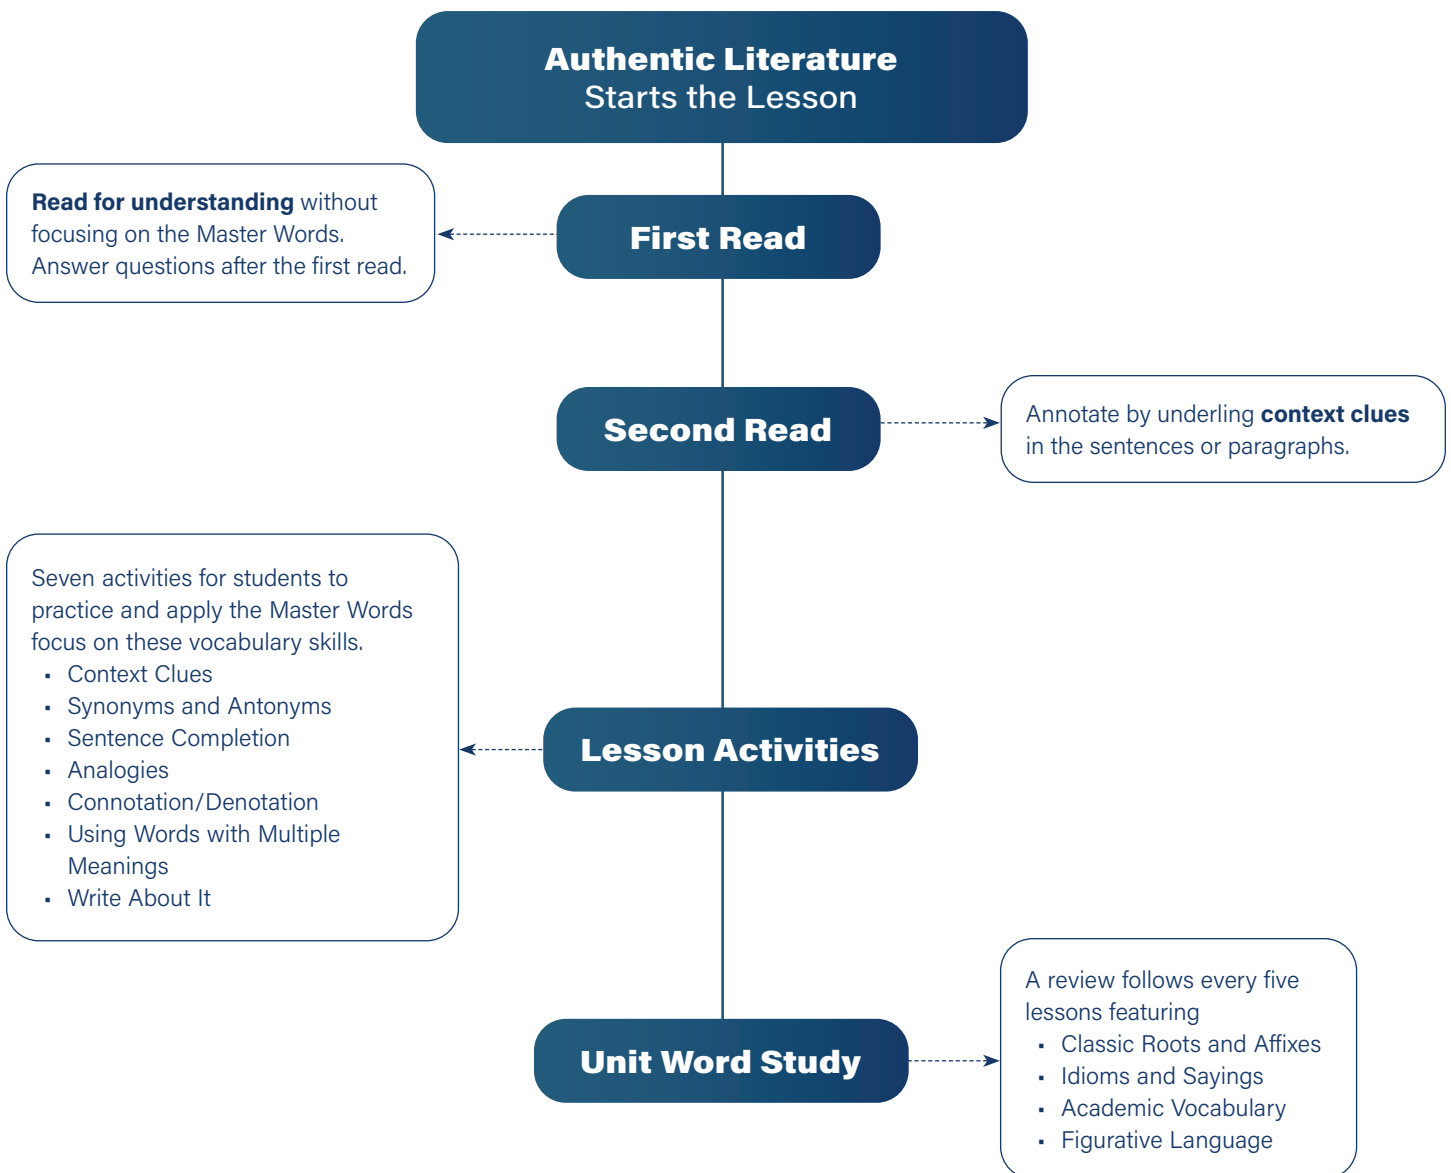 Authentic Literature
Starts the Lesson
First Read
Read for understanding without
focusing on the Master Words.
Answer questions after the first read.
Second Read
Annotate by underling context clues
in the sentences or paragraphs.
Lesson Activities
Seven activities for students to
practice and apply the Master Words
focus on these vocabulary skills.
▪ Context Clues
▪ Synonyms and Antonyms
▪ Sentence Completion
▪ Analogies
▪ Connotation/Denotation
▪ Using Words with Multiple
Meanings
▪ Write About It
Unit Word Study
A review follows every five
lessons featuring
▪ Classic Roots and Affixes
▪ Idioms and Sayings
▪ Academic Vocabulary
▪ Figurative Language